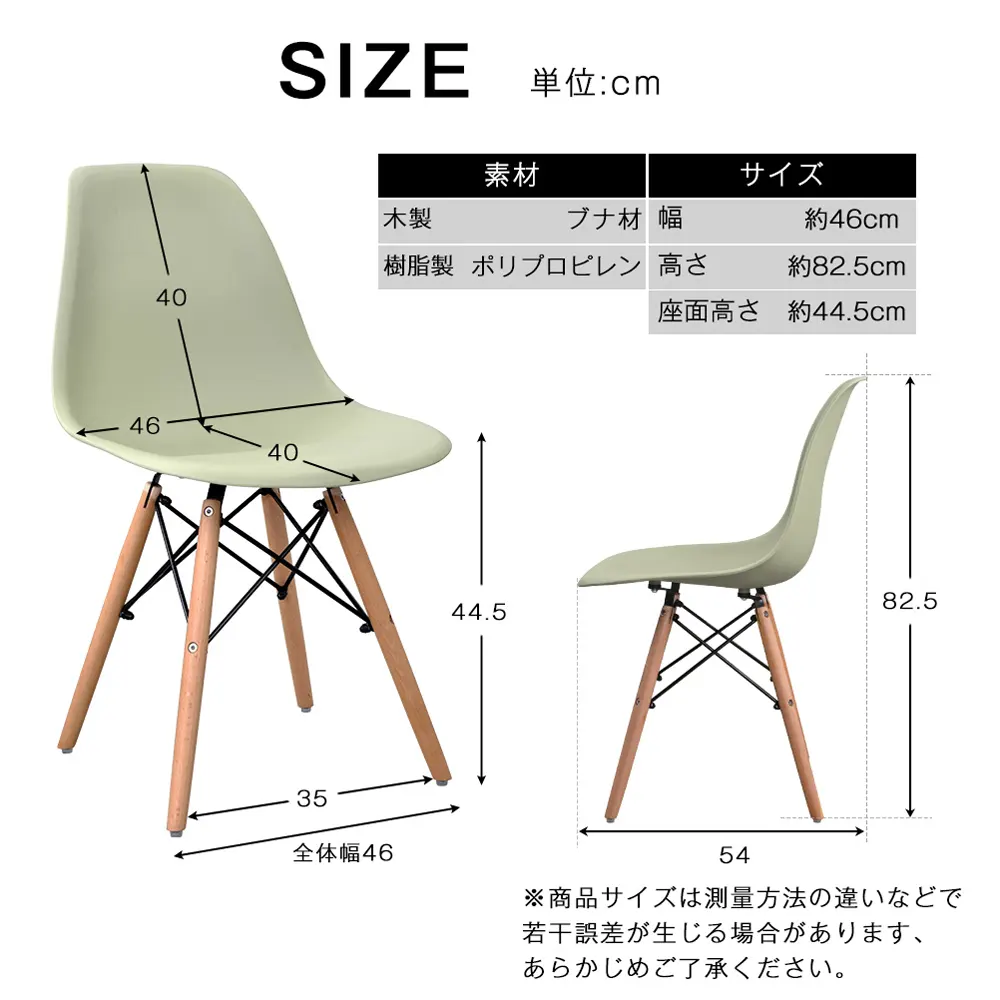 SIZE 単位:cm
素材 サイズ
木製 ブナ材 幅 約46cm
樹脂製 ポリプロピレン 高さ 約82.5cm
座面高さ 約44.5cm
40
46
40
44.5
82.5
35
全体幅46
54
※商品サイズは測量方法の違いなどで
若干誤差が生じる場合があります、
あらかじめご了承ください。